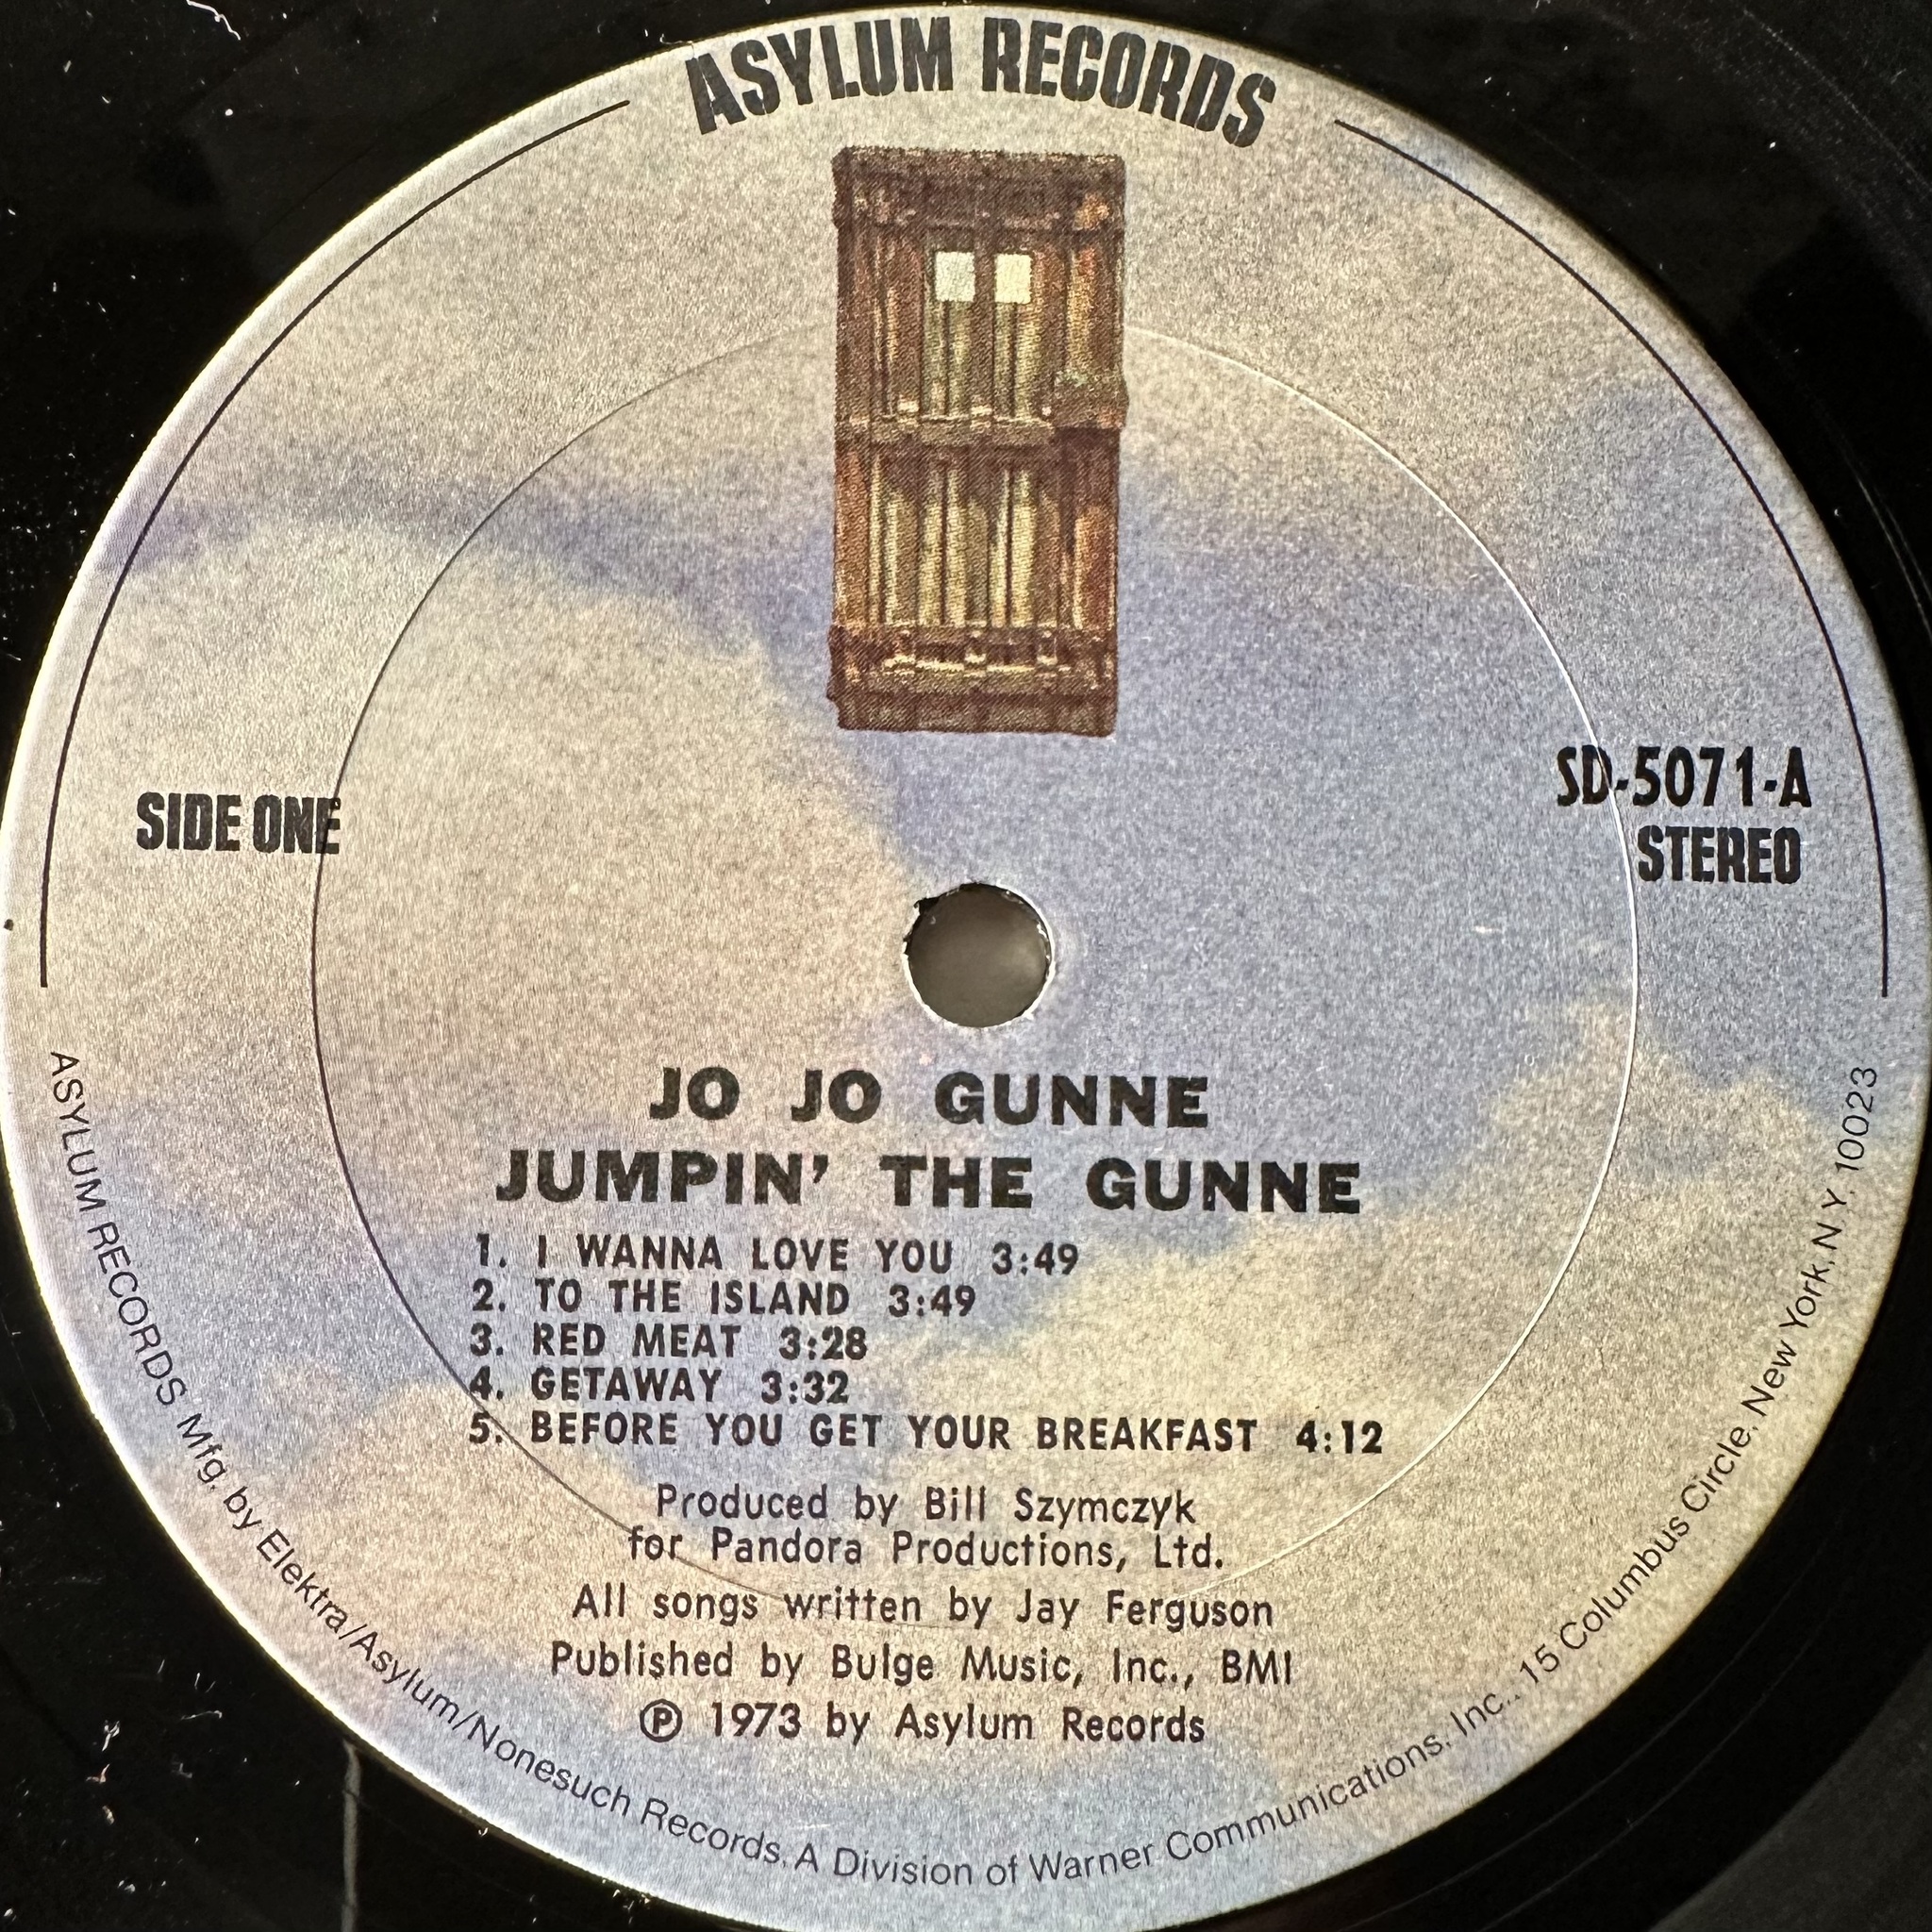 ASYLUM RECORDS
SIDE ONE
SD-5071-A
STEREO
JO JO GUNNE
JUMPIN' THE GUNNE
1. I WANNA LOVE YOU 3:49
2. TO THE ISLAND 3:49
3. RED MEAT 3:28
4. GETAWAY 3:32
5. BEFORE YOU GET YOUR BREAKFAST 4:12
Produced by Bill Szymczyk
for Pandora Productions, Ltd.
All songs written by Jay Ferguson
Published by Bulge Music, Inc., BMI
Ⓟ 1973 by Asylum Records
ASYLUM RECORDS Mfg. by Elektra/Asylum/Nonesuch Records, A Division of Warner Communications, Inc., 15 Columbus Circle, New York, N.Y. 10023